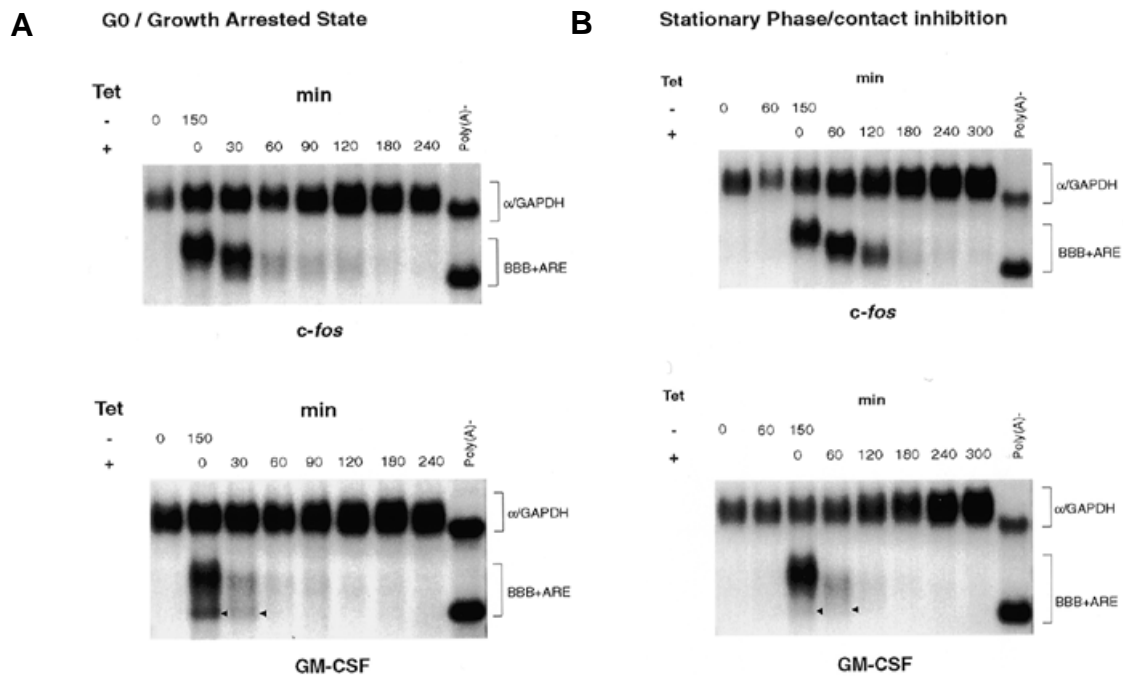 A
G0 / Growth Arrested State
Tet
min
- 0 150
+ 0 30 60 90 120 180 240
Poly(A)-
α/GAPDH
BBB+ARE
c-fos
Tet
min
- 0 150
+ 0 30 60 90 120 180 240
Poly(A)-
α/GAPDH
BBB+ARE
GM-CSF
B
Stationary Phase/contact inhibition
Tet
min
- 0 60 150
+ 0 60 120 180 240 300
Poly(A)-
α/GAPDH
BBB+ARE
c-fos
Tet
min
- 0 60 150
+ 0 60 120 180 240 300
Poly(A)-
α/GAPDH
BBB+ARE
GM-CSF